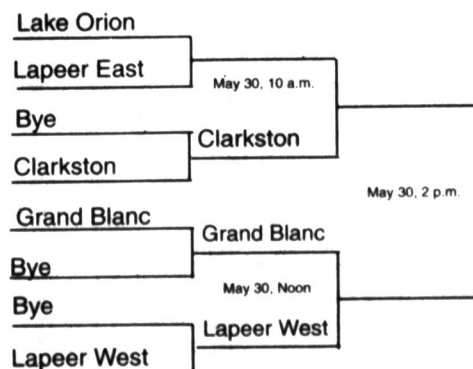 Lake Orion
Lapeer East
May 30, 10 a.m.
Bye
Clarkston
Clarkston
May 30, 2 p.m.
Grand Blanc
Grand Blanc
Bye
May 30, Noon
Bye
Lapeer West
Lapeer West